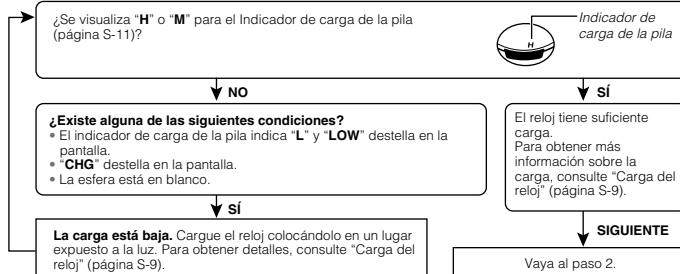 ¿Se visualiza “H” o “M” para el Indicador de carga de la pila
(página S-11)?
Indicador de
carga de la pila
H
NO
SÍ
¿Existe alguna de las siguientes condiciones?
• El indicador de carga de la pila indica “L” y “LOW” destella en la
pantalla.
• “CHG” destella en la pantalla.
• La esfera está en blanco.
El reloj tiene suficiente
carga.
Para obtener más
información sobre la
carga, consulte “Carga del
reloj” (página S-9).
SÍ
SIGUIENTE
La carga está baja. Cargue el reloj colocándolo en un lugar
expuesto a la luz. Para obtener detalles, consulte “Carga del
reloj” (página S-9).
Vaya al paso 2.